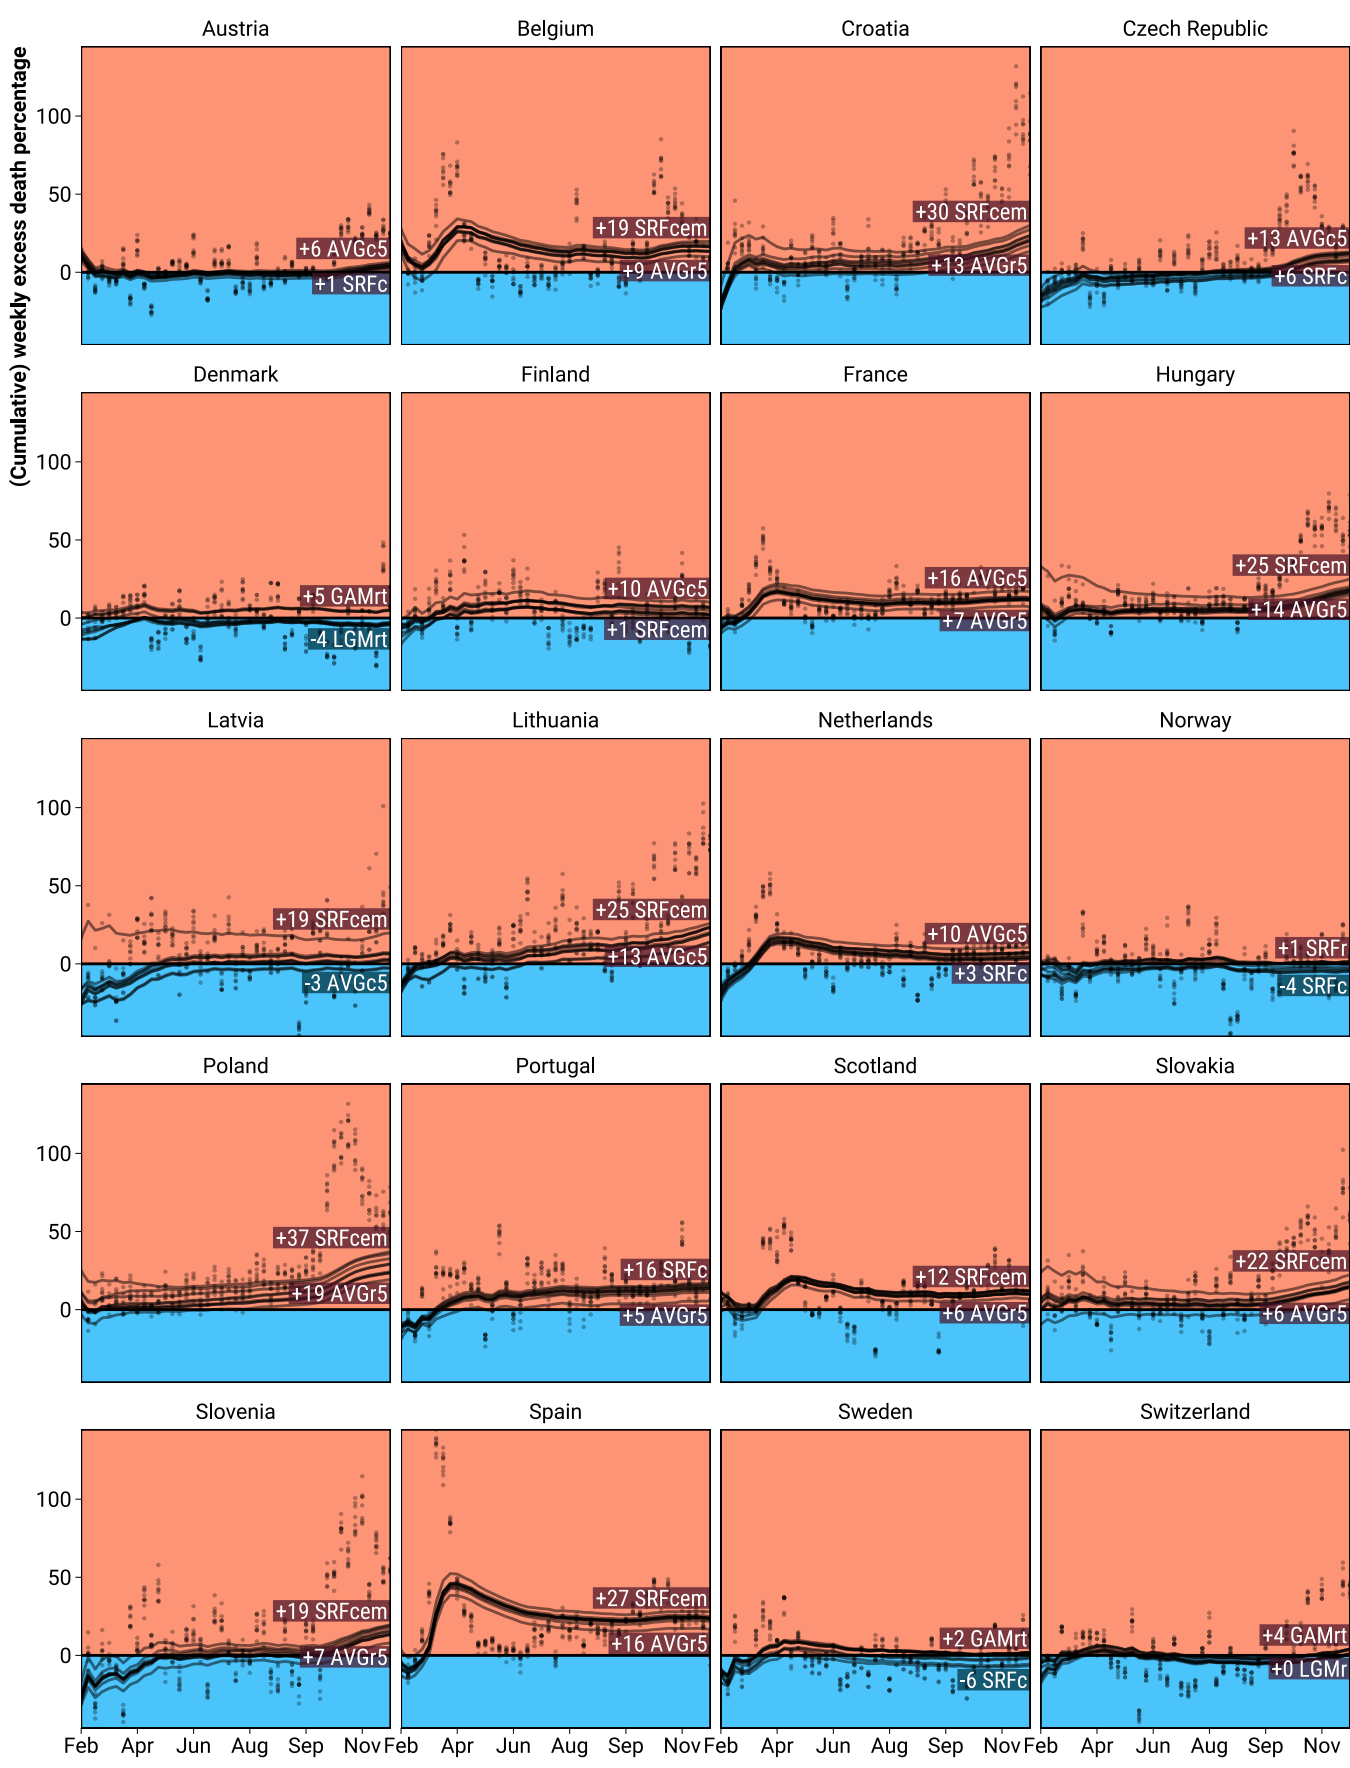 (Cumulative) weekly excess death percentage
Austria Belgium Croatia Czech Republic
100
50
0
+6 AVGc5
+1 SRFc
+19 SRFcem
+9 AVGr5
+30 SRFcem
+13 AVGr5
+13 AVGc5
+6 SRFc
Denmark Finland France Hungary
100
50
0
+5 GAMrt
-4 LGMrt
+10 AVGc5
+1 SRFcem
+16 AVGc5
+7 AVGr5
+25 SRFcem
+14 AVGr5
Latvia Lithuania Netherlands Norway
100
50
0
+19 SRFcem
-3 AVGc5
+25 SRFcem
+13 AVGc5
+10 AVGc5
+3 SRFc
+1 SRFr
-4 SRFc
Poland Portugal Scotland Slovakia
100
50
0
+37 SRFcem
+19 AVGr5
+16 SRFc
+5 AVGr5
+12 SRFcem
+6 AVGr5
+22 SRFcem
+6 AVGr5
Slovenia Spain Sweden Switzerland
100
50
0
+19 SRFcem
+7 AVGr5
+27 SRFcem
+16 AVGr5
+2 GAMrt
-6 SRFc
+4 GAMrt
+0 LGMr
Feb Apr Jun Aug Sep Nov Feb Apr Jun Aug Sep Nov Feb Apr Jun Aug Sep Nov Feb Apr Jun Aug Sep Nov